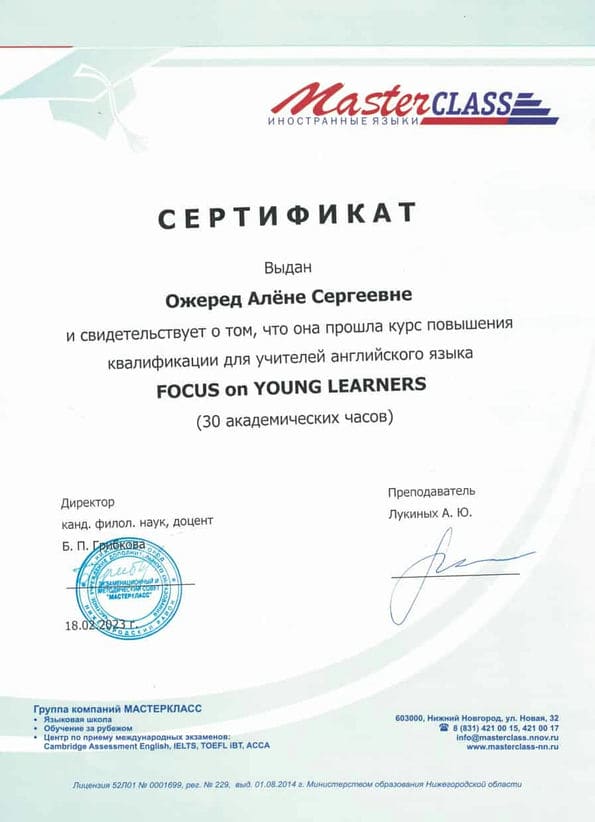 MasterCLASS
ИНОСТРАННЫЕ ЯЗЫКИ
СЕРТИФИКАТ
Выдан
Ожеред Алёне Сергеевне
и свидетельствует о том, что она прошла курс повышения
квалификации для учителей английского языка
FOCUS on YOUNG LEARNERS
(30 академических часов)
Директор
канд. филол. наук, доцент
Б. П. Грибкова
ЭКЗАМЕНАЦИОННЫЙ И
МЕТОДИЧЕСКИЙ СОВЕТ
"МАСТЕРКЛАСС"
18.02.2023 г.
Преподаватель
Лукиных А. Ю.
Группа компаний МАСТЕРКЛАСС
• Языковая школа
• Обучение за рубежом
• Центр по приему международных экзаменов:
Cambridge Assessment English, IELTS, TOEFL iBT, ACCA
603000, Нижний Новгород, ул. Новая, 32
☎ 8 (831) 421 00 15, 421 00 17
info@masterclass.nnov.ru
www.masterclass-nn.ru
Лицензия 52Л01 № 0001699, рег. № 229, выд. 01.08.2014 г. Министерством образования Нижегородской области